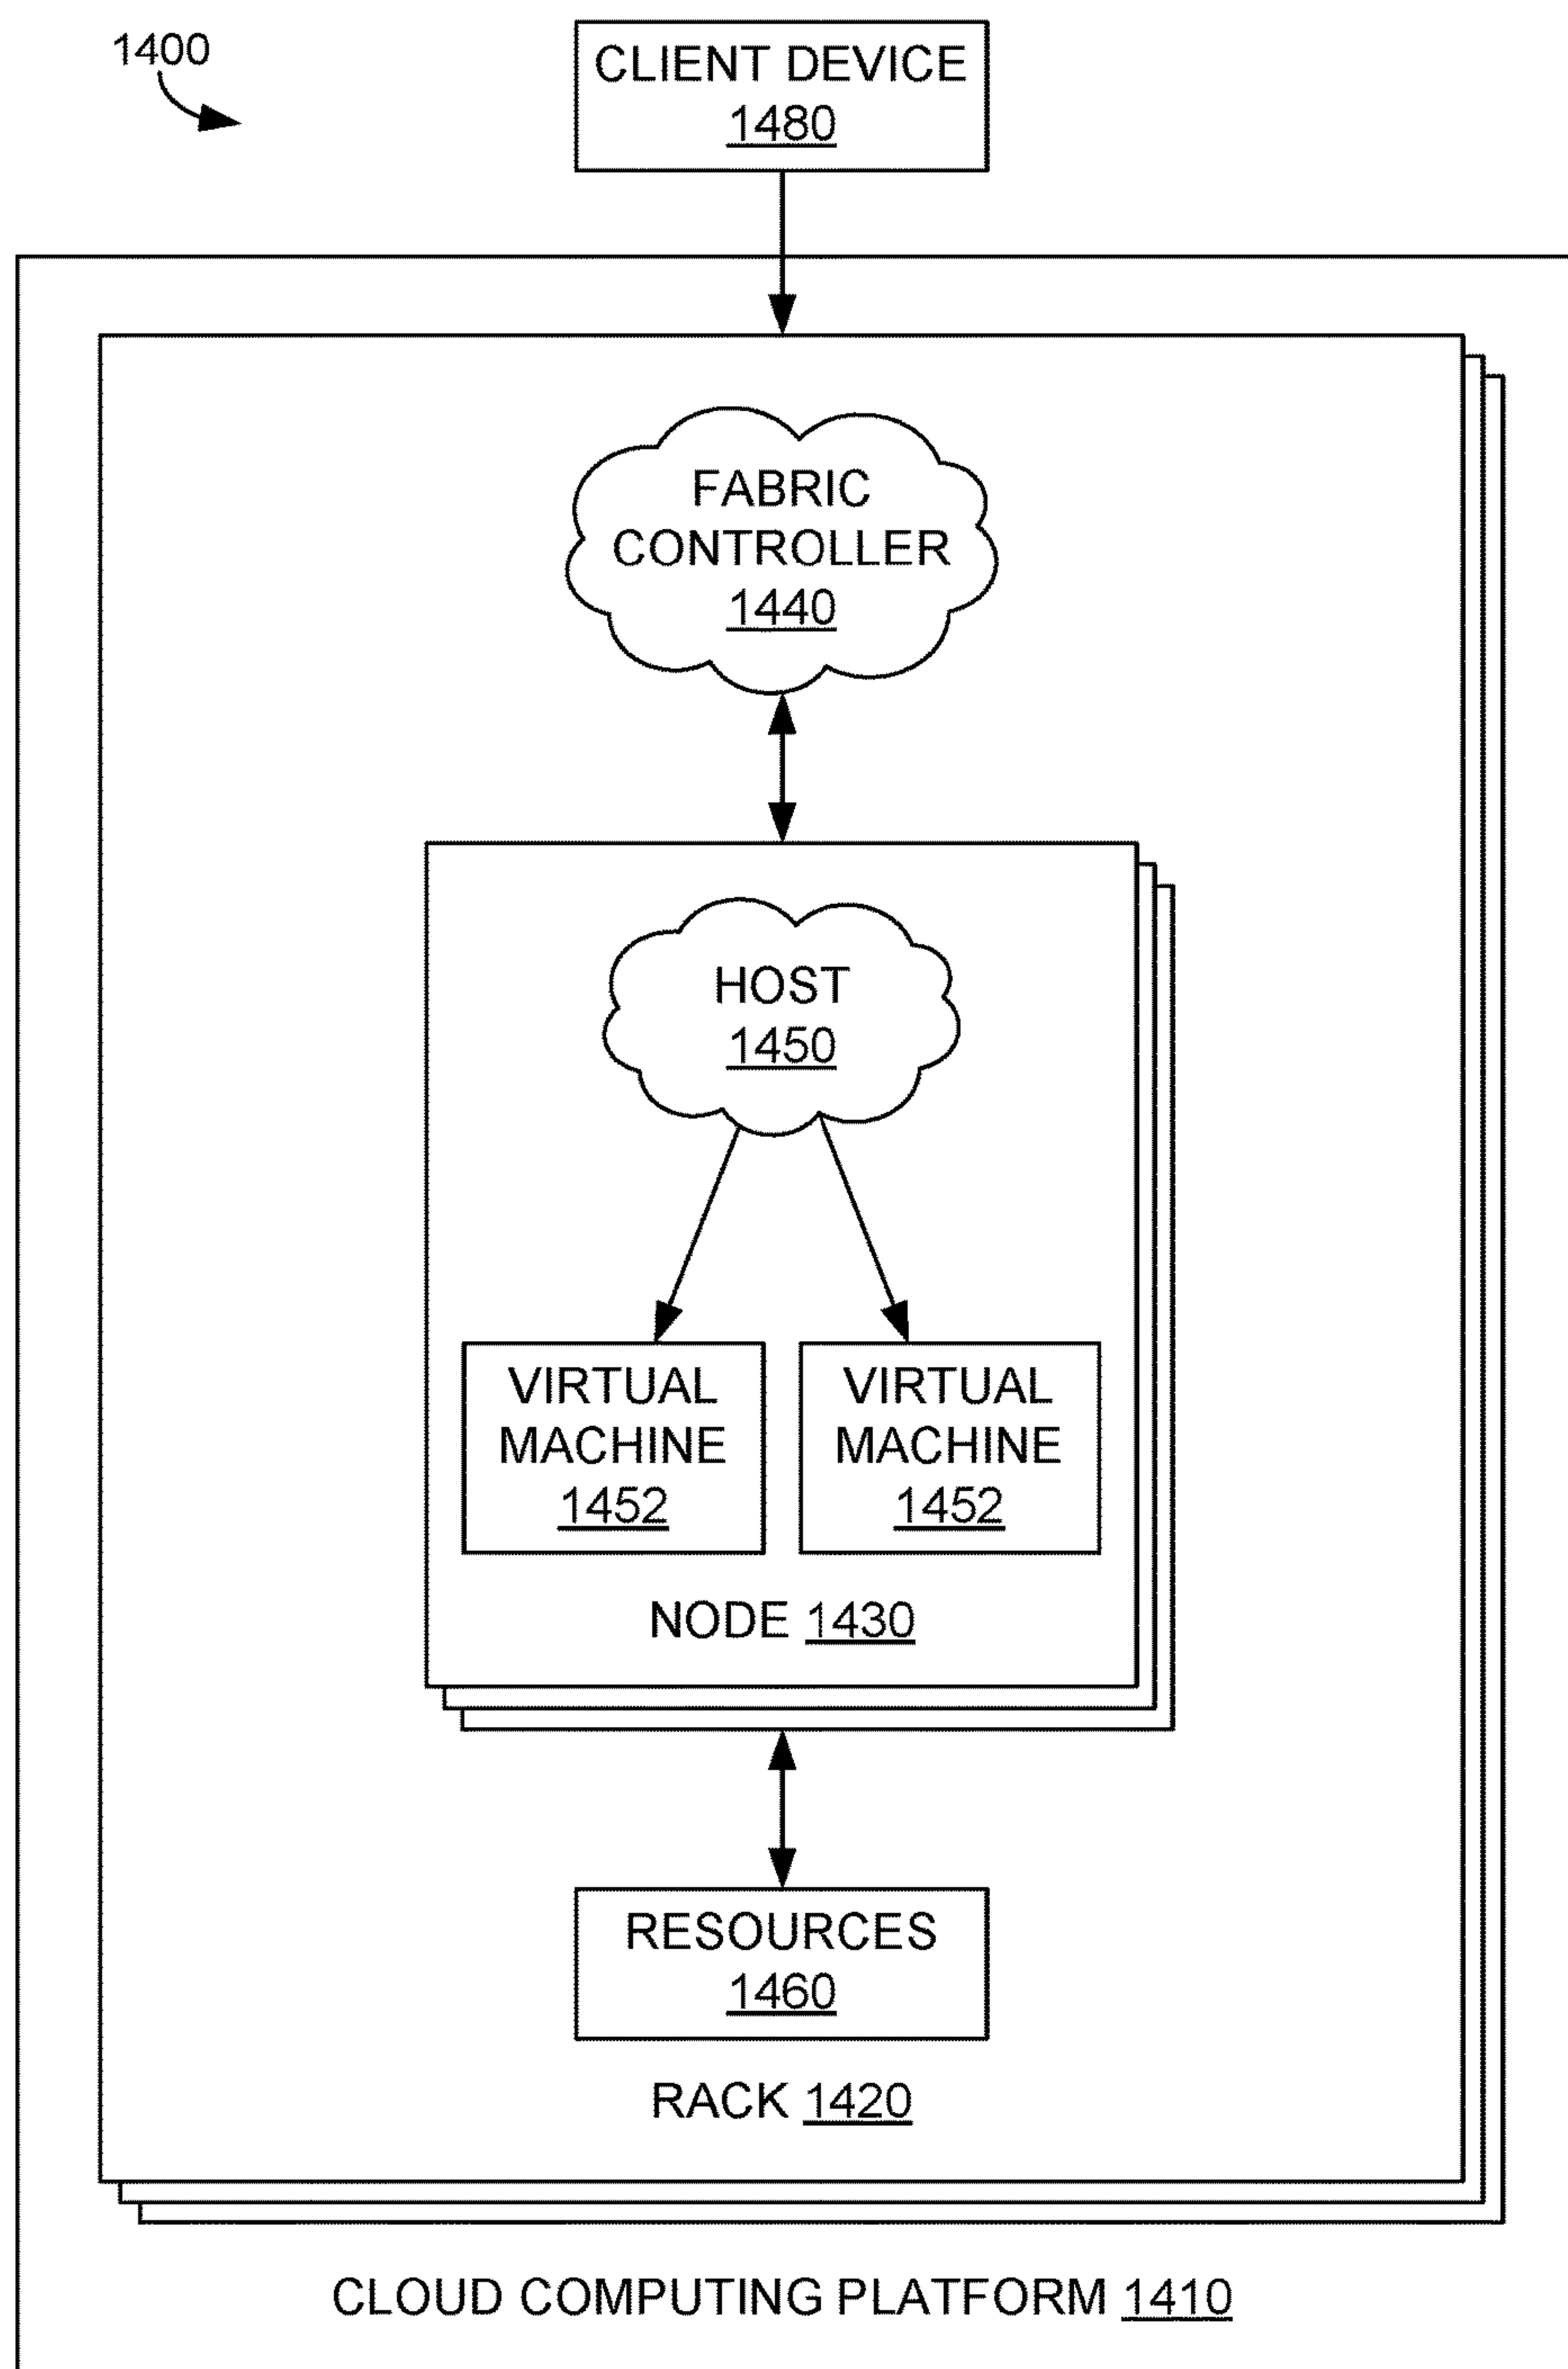 1400
CLIENT DEVICE
1480
FABRIC
CONTROLLER
1440
HOST
1450
VIRTUAL
MACHINE
1452
VIRTUAL
MACHINE
1452
NODE 1430
RESOURCES
1460
RACK 1420
CLOUD COMPUTING PLATFORM 1410